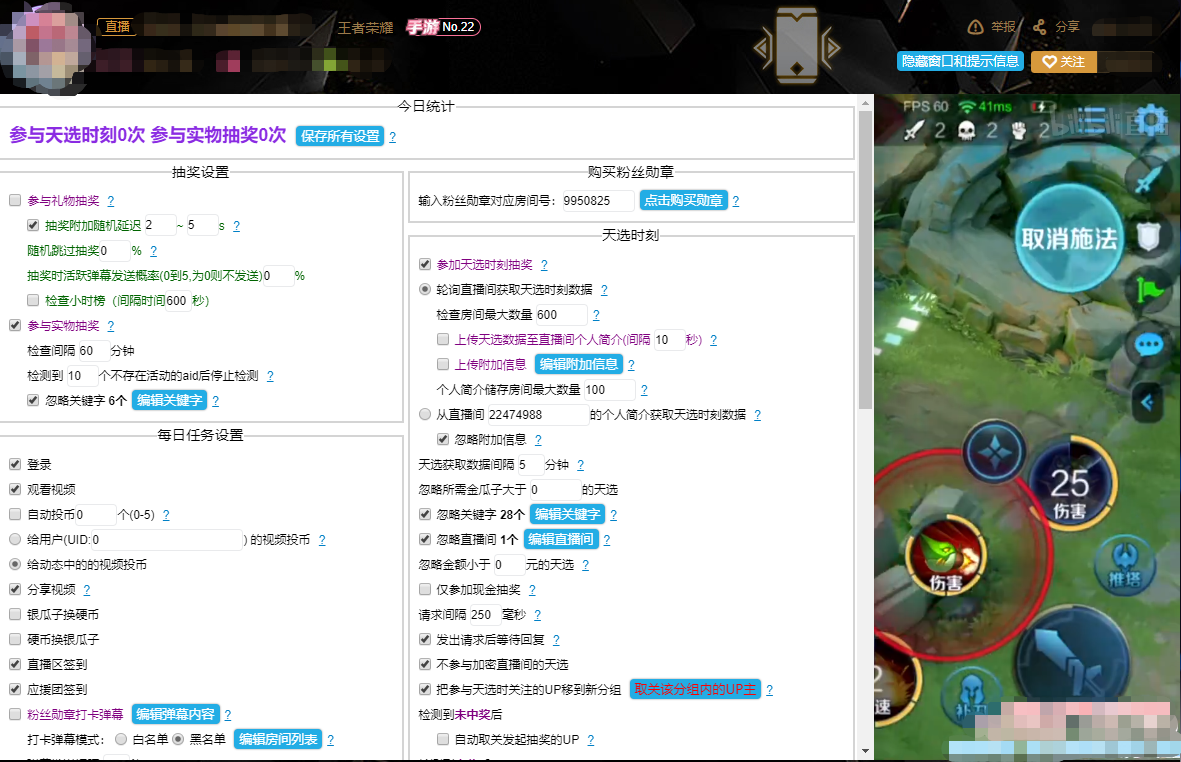 直播
王者荣耀 手游 No.22
举报 分享
隐藏窗口和提示信息 关注
今日统计
参与天选时刻0次 参与实物抽奖0次 保存所有设置 ?
抽奖设置
参与礼物抽奖 ?
抽奖附加随机延迟 2 ~ 5 s ?
随机跳过抽奖0 % ?
抽奖时活跃弹幕发送概率(0到5,为0则不发送)0 %
检查小时榜（间隔时间600 秒）
参与实物抽奖 ?
检查间隔 60 分钟
检测到 10 个不存在活动的aid后停止检测 ?
忽略关键字 6个 编辑关键字 ?
每日任务设置
登录
观看视频
自动投币0 个(0-5) ?
给用户(UID:0 ) 的视频投币 ?
给动态中的的视频投币
分享视频 ?
银瓜子换硬币
硬币换银瓜子
直播区签到
应援团签到
粉丝勋章打卡弹幕 编辑弹幕内容 ?
打卡弹幕模式： 白名单 黑名单 编辑房间列表 ?
购买粉丝勋章
输入粉丝勋章对应房间号： 9950825 点击购买勋章 ?
天选时刻
参加天选时刻抽奖 ?
轮询直播间获取天选时刻数据 ?
检查房间最大数量 600 ?
上传天选数据至直播间个人简介(间隔 10 秒） ?
上传附加信息 编辑附加信息 ?
个人简介储存房间最大数量 100 ?
从直播间 22474988 的个人简介获取天选时刻数据 ?
忽略附加信息 ?
天选获取数据间隔 5 分钟 ?
忽略所需金瓜子大于 0 的天选
忽略关键字 28个 编辑关键字 ?
忽略直播间 1个 编辑直播间 ?
忽略金额小于 0 元的天选 ?
仅参加现金抽奖 ?
请求间隔 250 毫秒 ?
发出请求后等待回复 ?
不参与加密直播间的天选
把参与天选时关注的UP移到新分组 取关该分组内的UP主 ?
检测到未中奖后
自动取关发起抽奖的UP ?
FPS 60 41ms
2 2 2 bilibili直播
取消施法
25
伤害
伤害
推塔
补刀
2
速